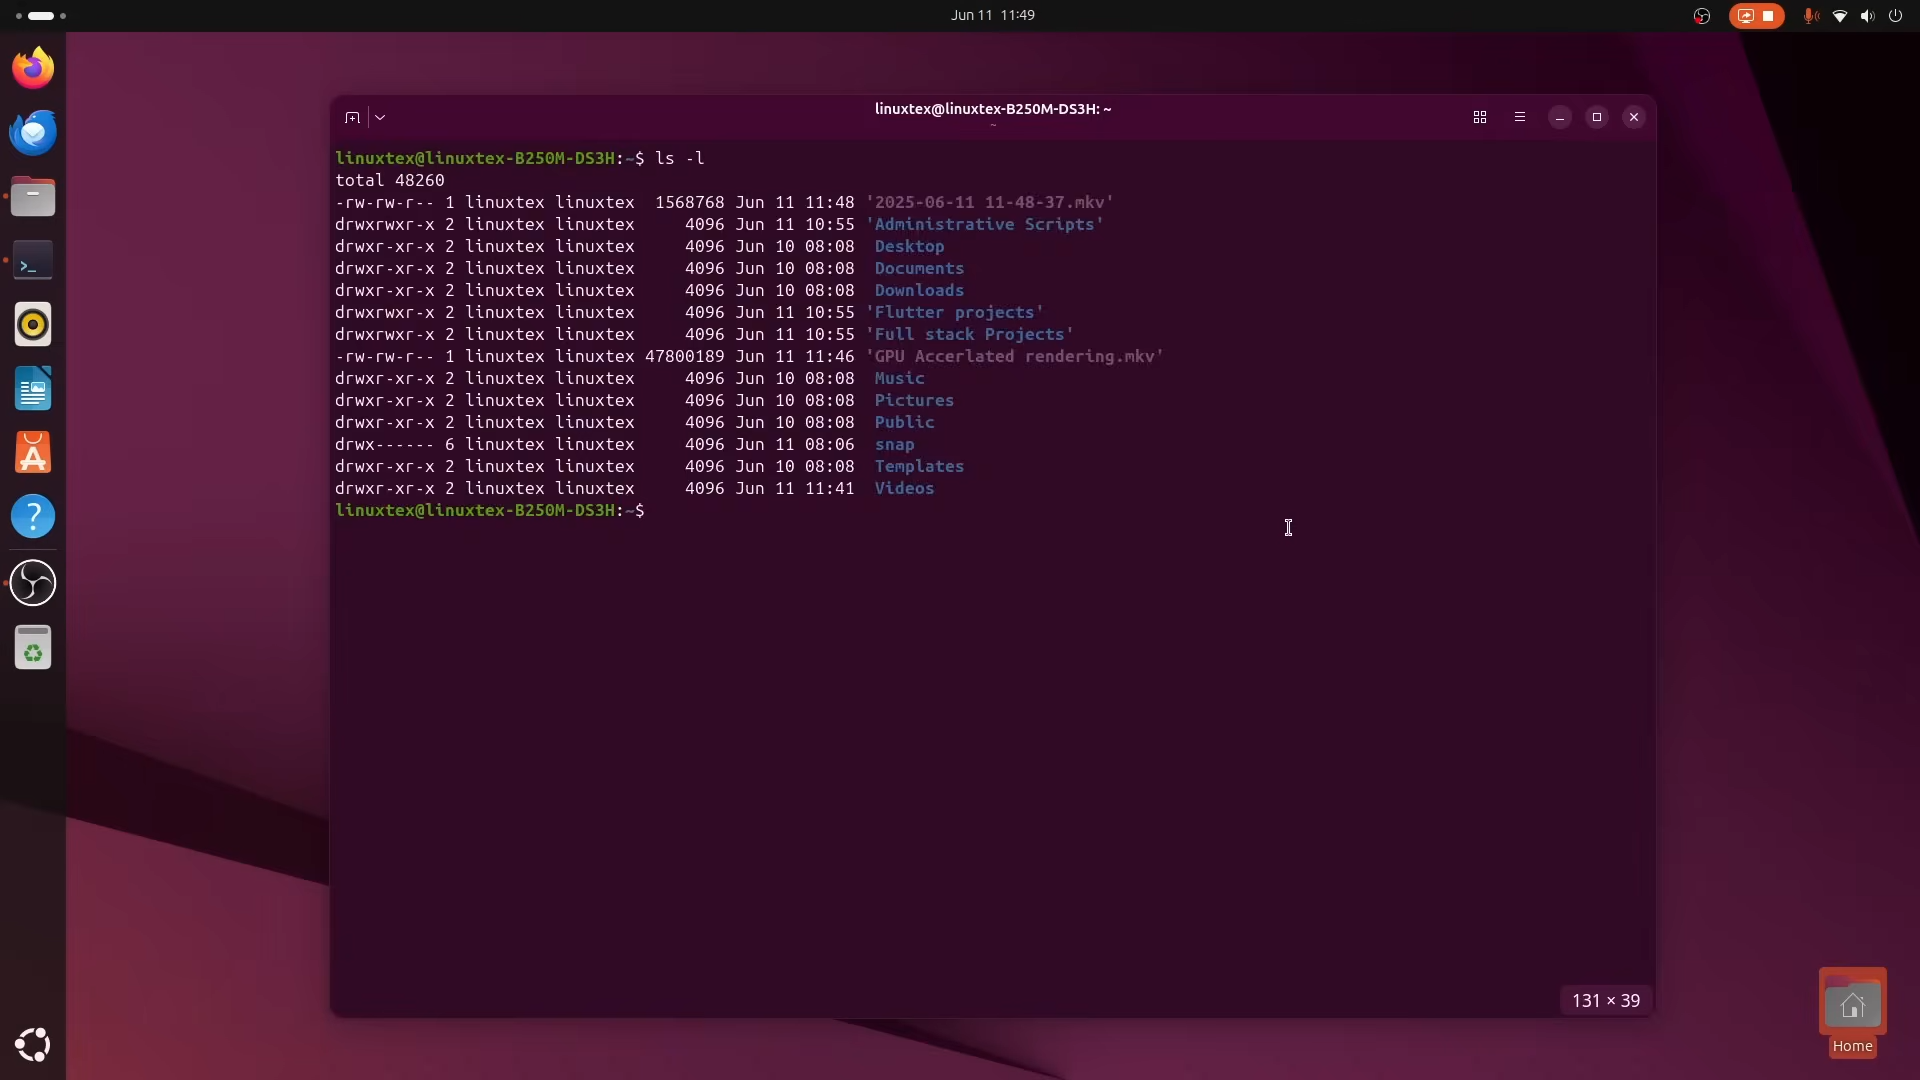 Jun 11 11:49
linuxtex@linuxtex-B250M-DS3H: ~
~
linuxtex@linuxtex-B250M-DS3H:~$ ls -l
total 48260
-rw-rw-r-- 1 linuxtex linuxtex  1568768 Jun 11 11:48 '2025-06-11 11-48-37.mkv'
drwxrwxr-x 2 linuxtex linuxtex     4096 Jun 11 10:55 'Administrative Scripts'
drwxr-xr-x 2 linuxtex linuxtex     4096 Jun 10 08:08  Desktop
drwxr-xr-x 2 linuxtex linuxtex     4096 Jun 10 08:08  Documents
drwxr-xr-x 2 linuxtex linuxtex     4096 Jun 10 08:08  Downloads
drwxrwxr-x 2 linuxtex linuxtex     4096 Jun 11 10:55 'Flutter projects'
drwxrwxr-x 2 linuxtex linuxtex     4096 Jun 11 10:55 'Full stack Projects'
-rw-rw-r-- 1 linuxtex linuxtex 47800189 Jun 11 11:46 'GPU Accerlated rendering.mkv'
drwxr-xr-x 2 linuxtex linuxtex     4096 Jun 10 08:08  Music
drwxr-xr-x 2 linuxtex linuxtex     4096 Jun 10 08:08  Pictures
drwxr-xr-x 2 linuxtex linuxtex     4096 Jun 10 08:08  Public
drwx------ 6 linuxtex linuxtex     4096 Jun 11 08:06  snap
drwxr-xr-x 2 linuxtex linuxtex     4096 Jun 10 08:08  Templates
drwxr-xr-x 2 linuxtex linuxtex     4096 Jun 11 11:41  Videos
linuxtex@linuxtex-B250M-DS3H:~$
131 × 39
Home